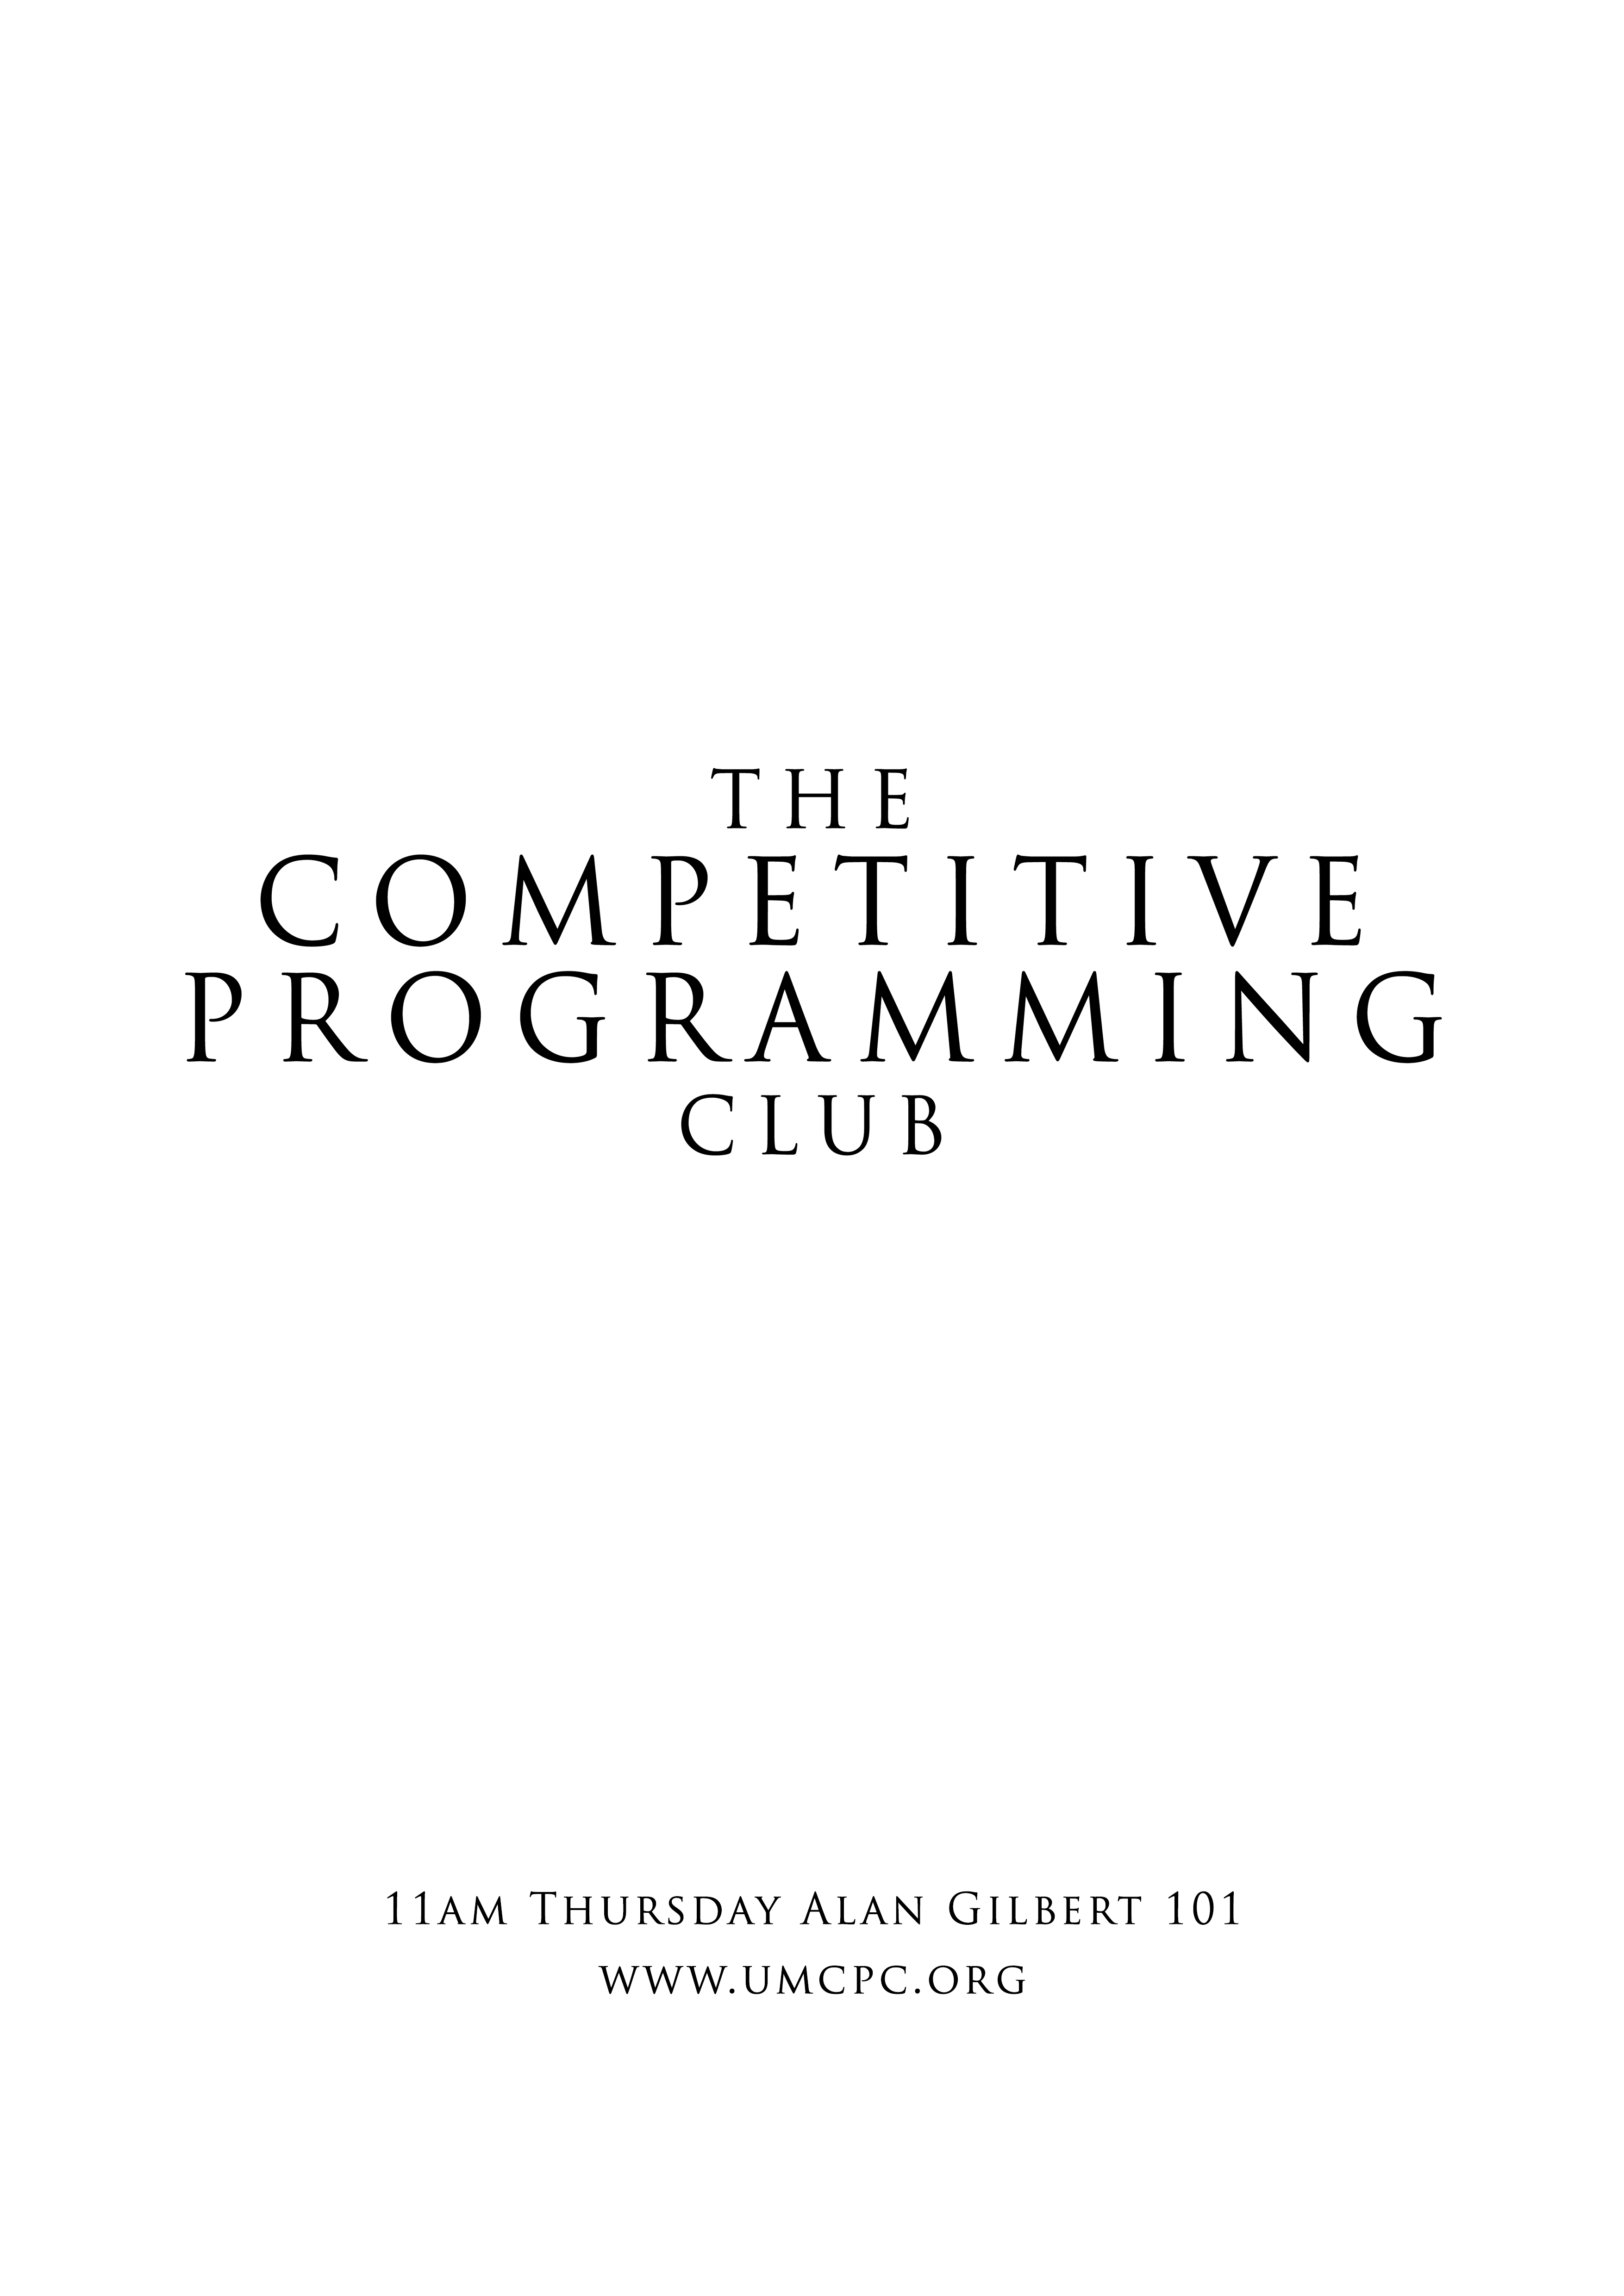 THE
COMPETITIVE
PROGRAMMING
CLUB
11AM THURSDAY ALAN GILBERT 101
WWW.UMCPC.ORG